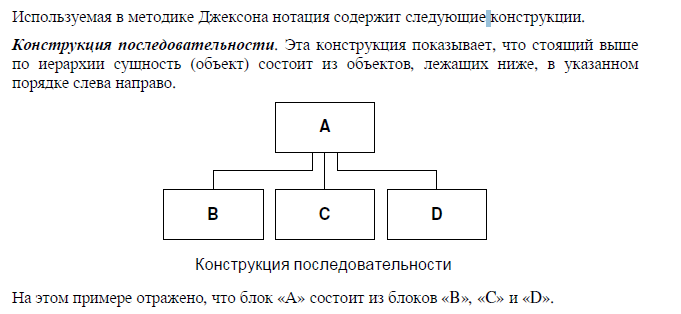 Используемая в методике Джексона нотация содержит следующие конструкции.
Конструкция последовательности. Эта конструкция показывает, что стоящий выше
по иерархии сущность (объект) состоит из объектов, лежащих ниже, в указанном
порядке слева направо.
A
B C D
Конструкция последовательности
На этом примере отражено, что блок «A» состоит из блоков «B», «C» и «D».